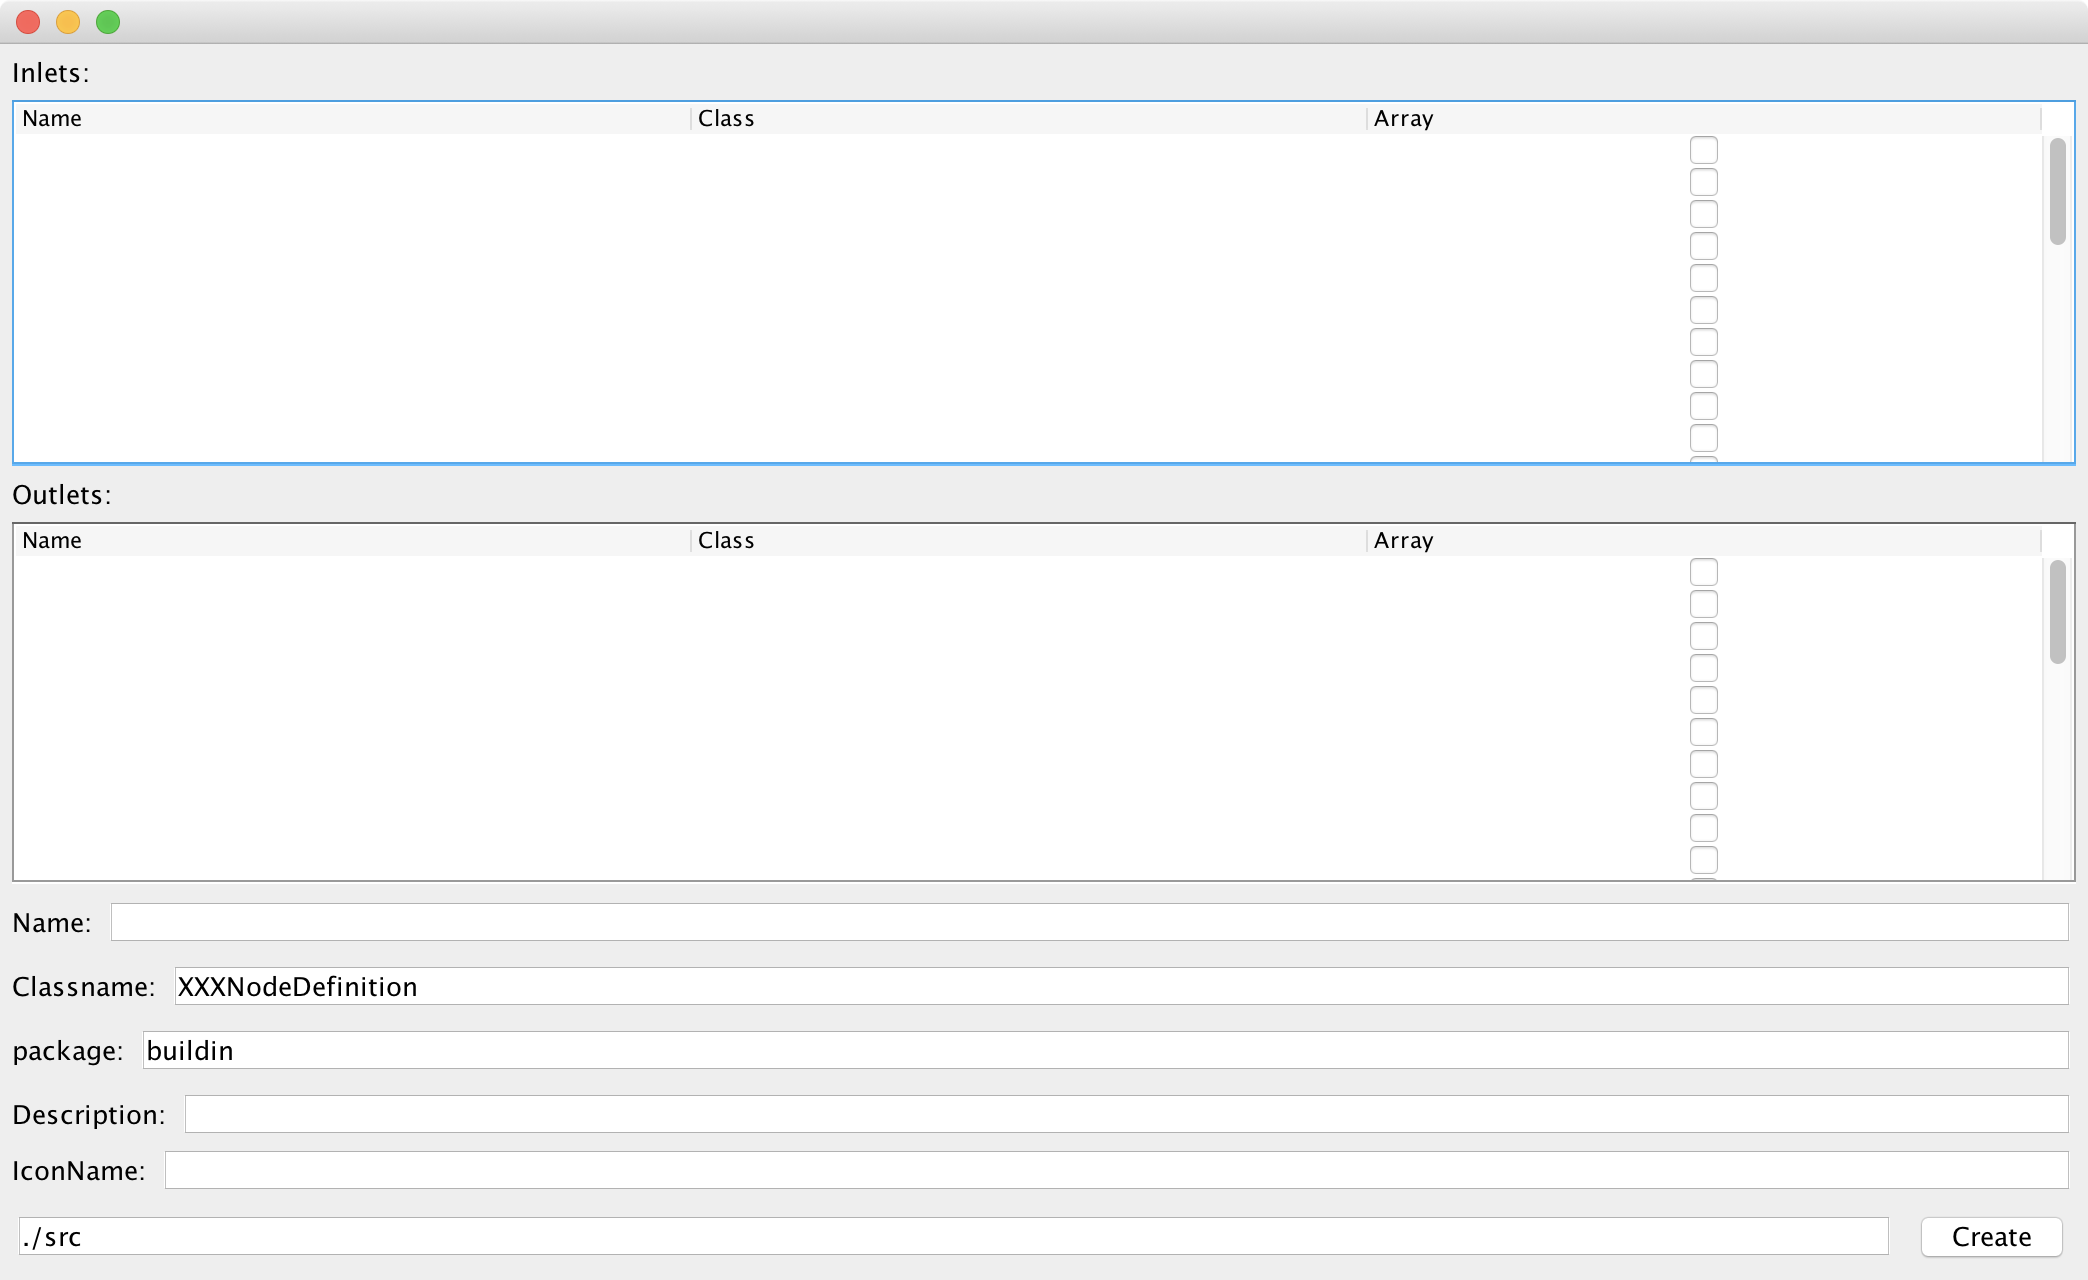 Inlets:
Name Class Array
Outlets:
Name Class Array
Name:
Classname: XXXNodeDefinition
package: buildin
Description:
IconName:
./src Create